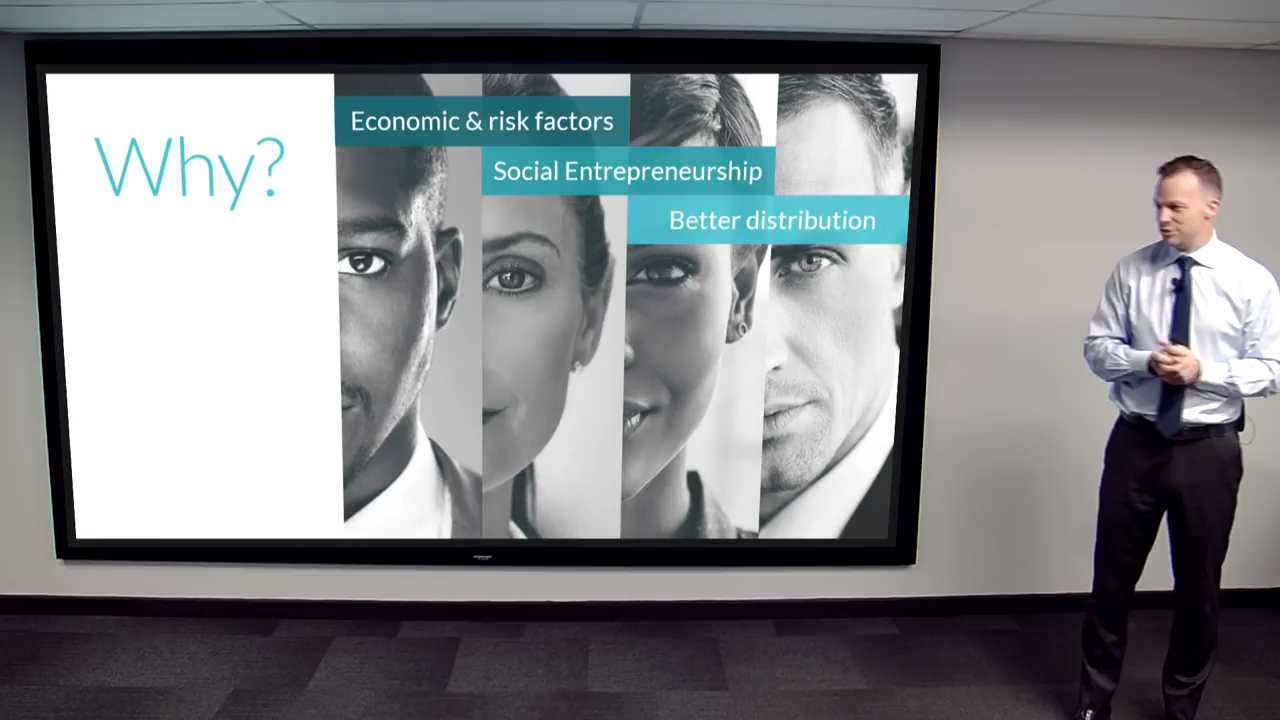 Why?
Economic & risk factors
Social Entrepreneurship
Better distribution